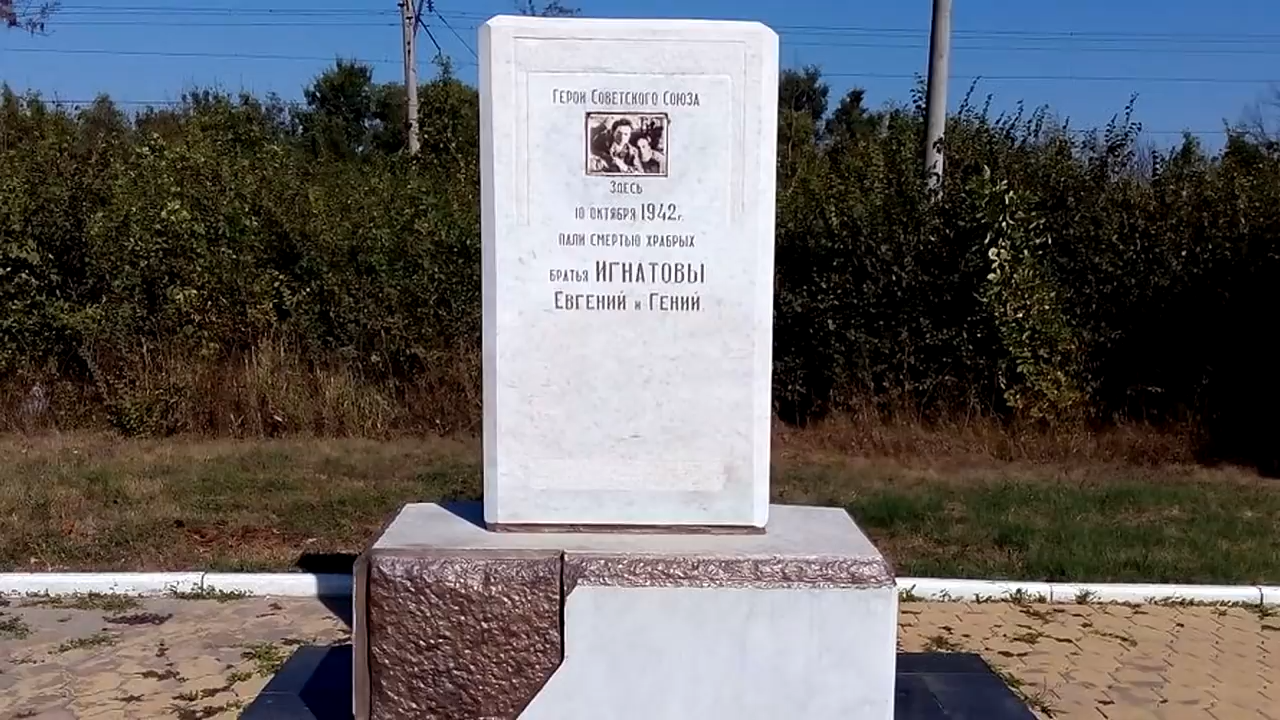 Герои Советского Союза
Здесь
10 октября 1942 г.
пали смертью храбрых
братья ИГНАТОВЫ
Евгений и Гений